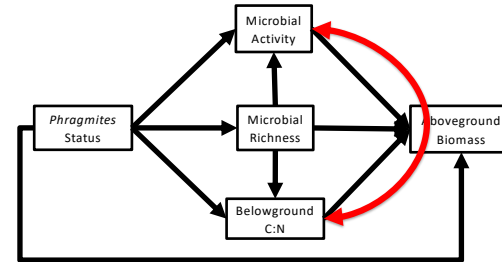 Microbial
Activity
Phragmites
Status
Microbial
Richness
Aboveground
Biomass
Belowground
C:N